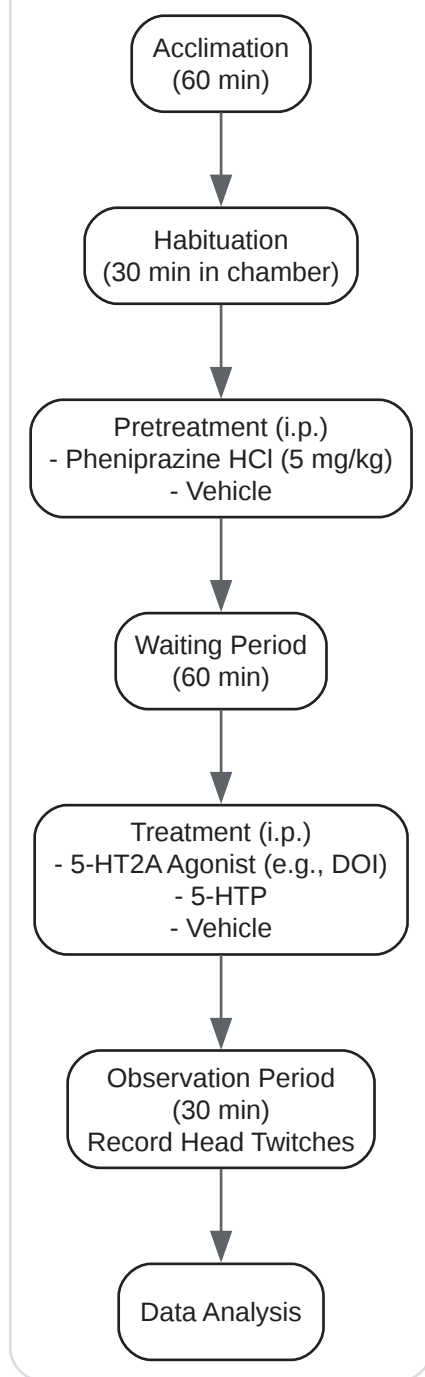 Acclimation
(60 min)
Habituation
(30 min in chamber)
Pretreatment (i.p.)
- Pheniprazine HCl (5 mg/kg)
- Vehicle
Waiting Period
(60 min)
Treatment (i.p.)
- 5-HT2A Agonist (e.g., DOI)
- 5-HTP
- Vehicle
Observation Period
(30 min)
Record Head Twitches
Data Analysis